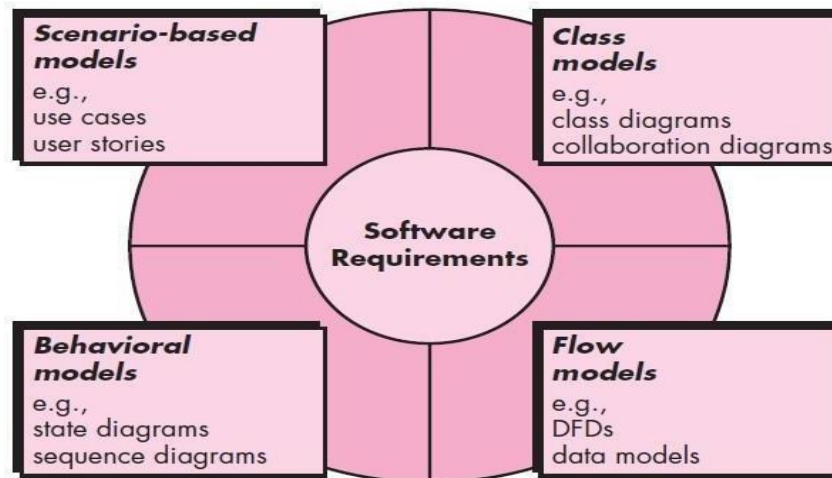 Scenario-based
models
e.g.,
use cases
user stories
Class
models
e.g.,
class diagrams
collaboration diagrams
Software
Requirements
Behavioral
models
e.g.,
state diagrams
sequence diagrams
Flow
models
e.g.,
DFDs
data models